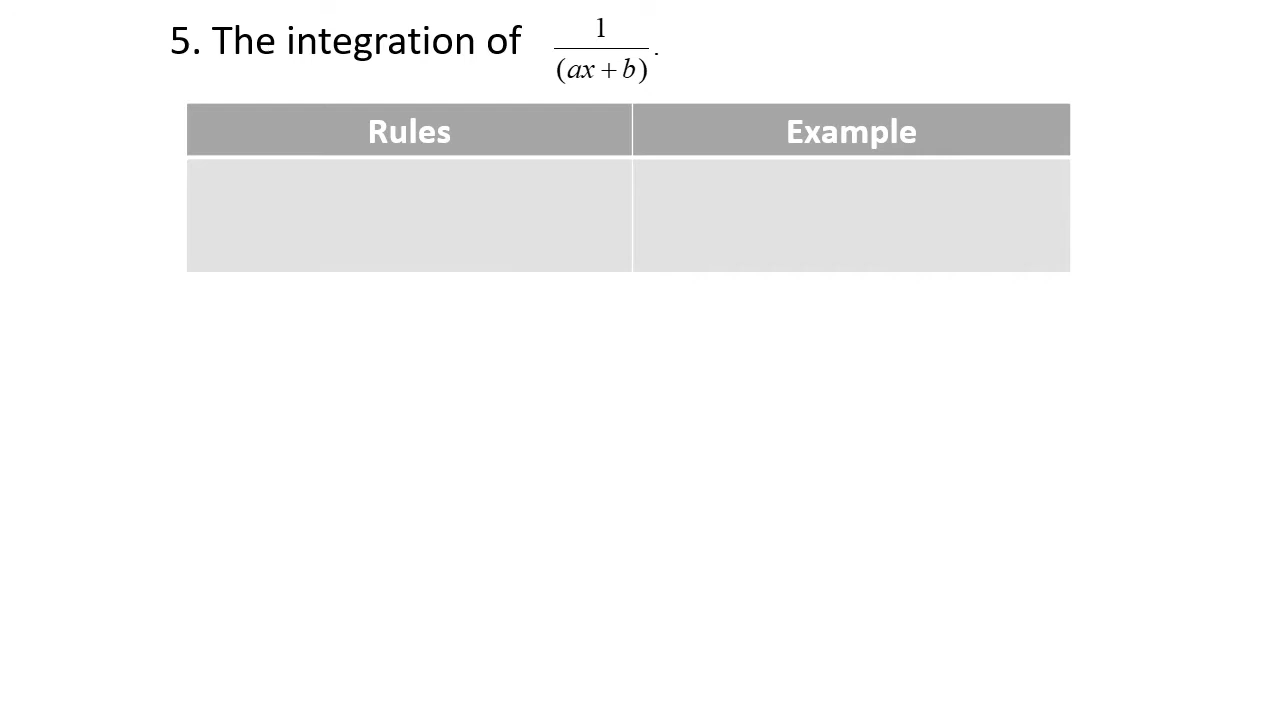 5. The integration of 1/(ax + b).
Rules Example